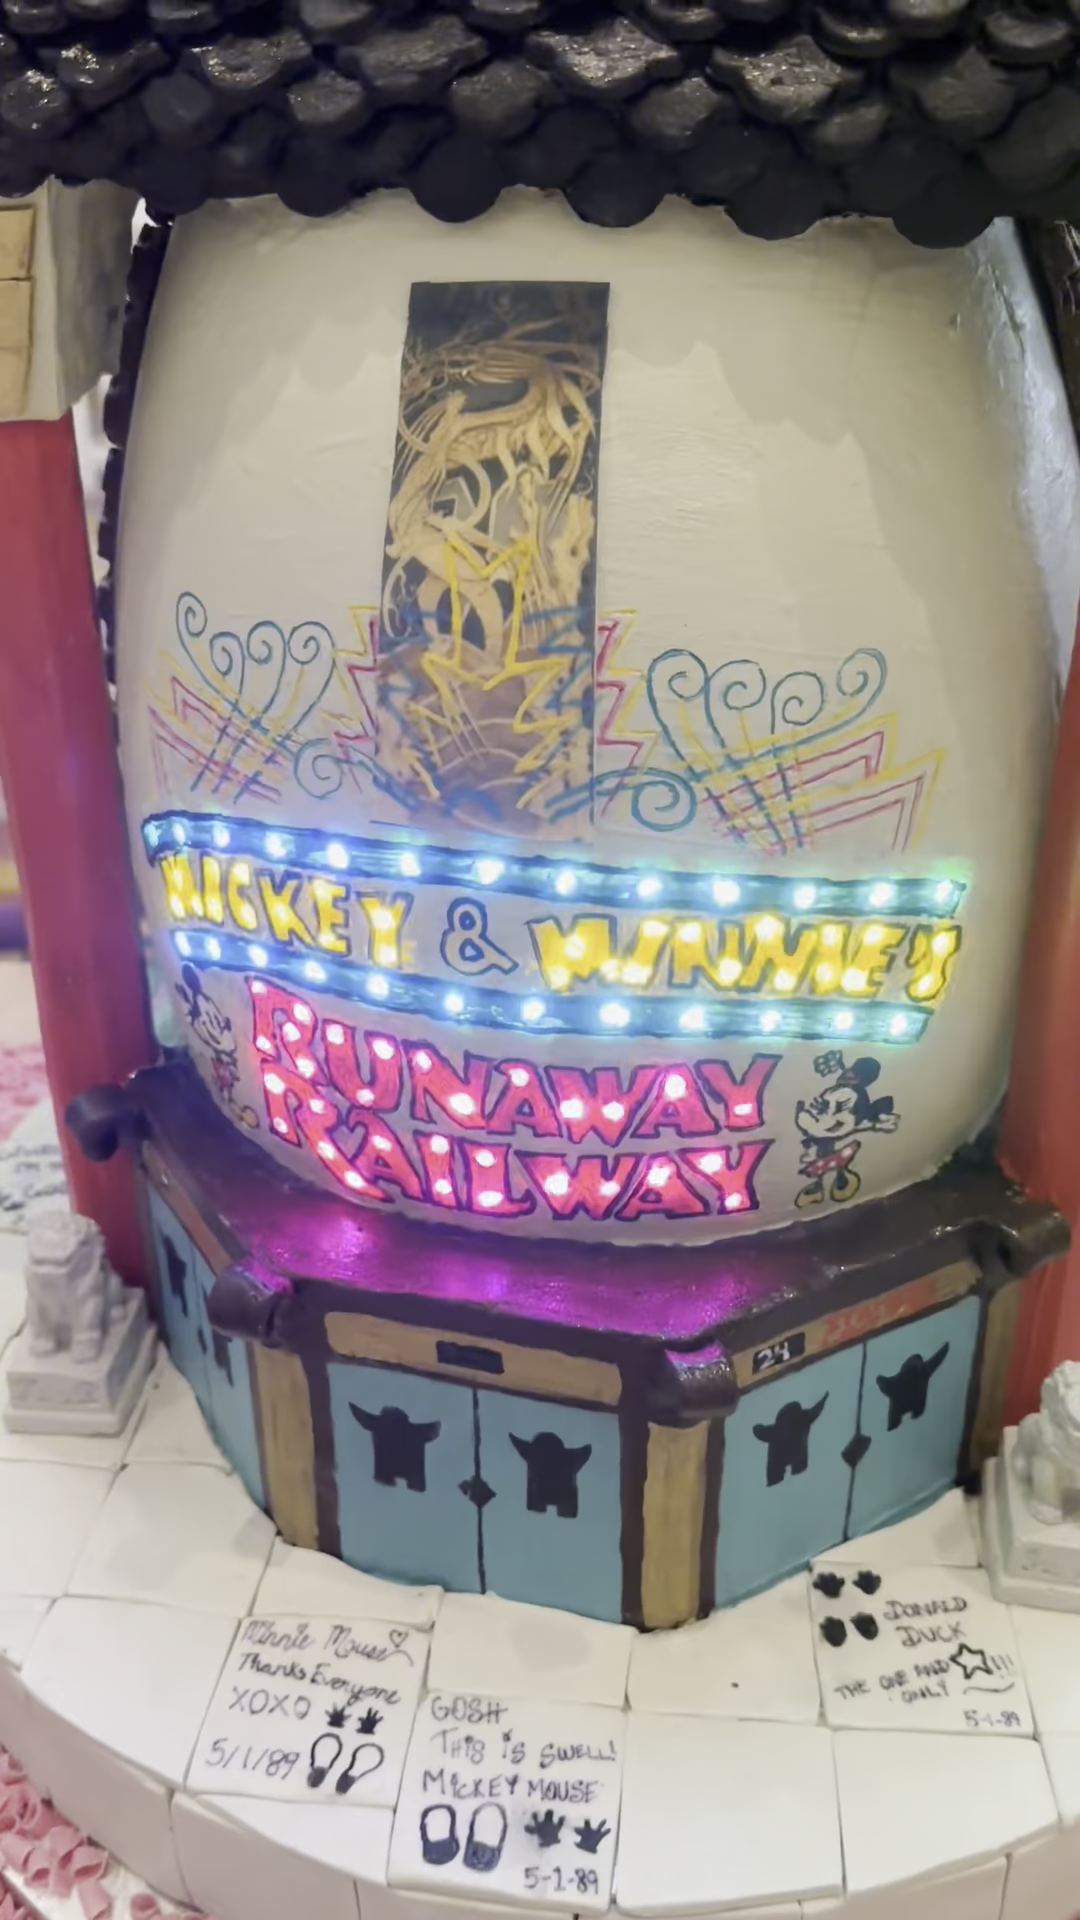 MICKEY & MINNIE'S
RUNAWAY
RAILWAY
24
Minnie Mouse
Thanks Everyone
XOXO
5/1/89
GOSH
THIS IS SWELL!
MICKEY MOUSE
5-1-89
DONALD
DUCK
THE ONE AND
ONLY !!!
5-1-89